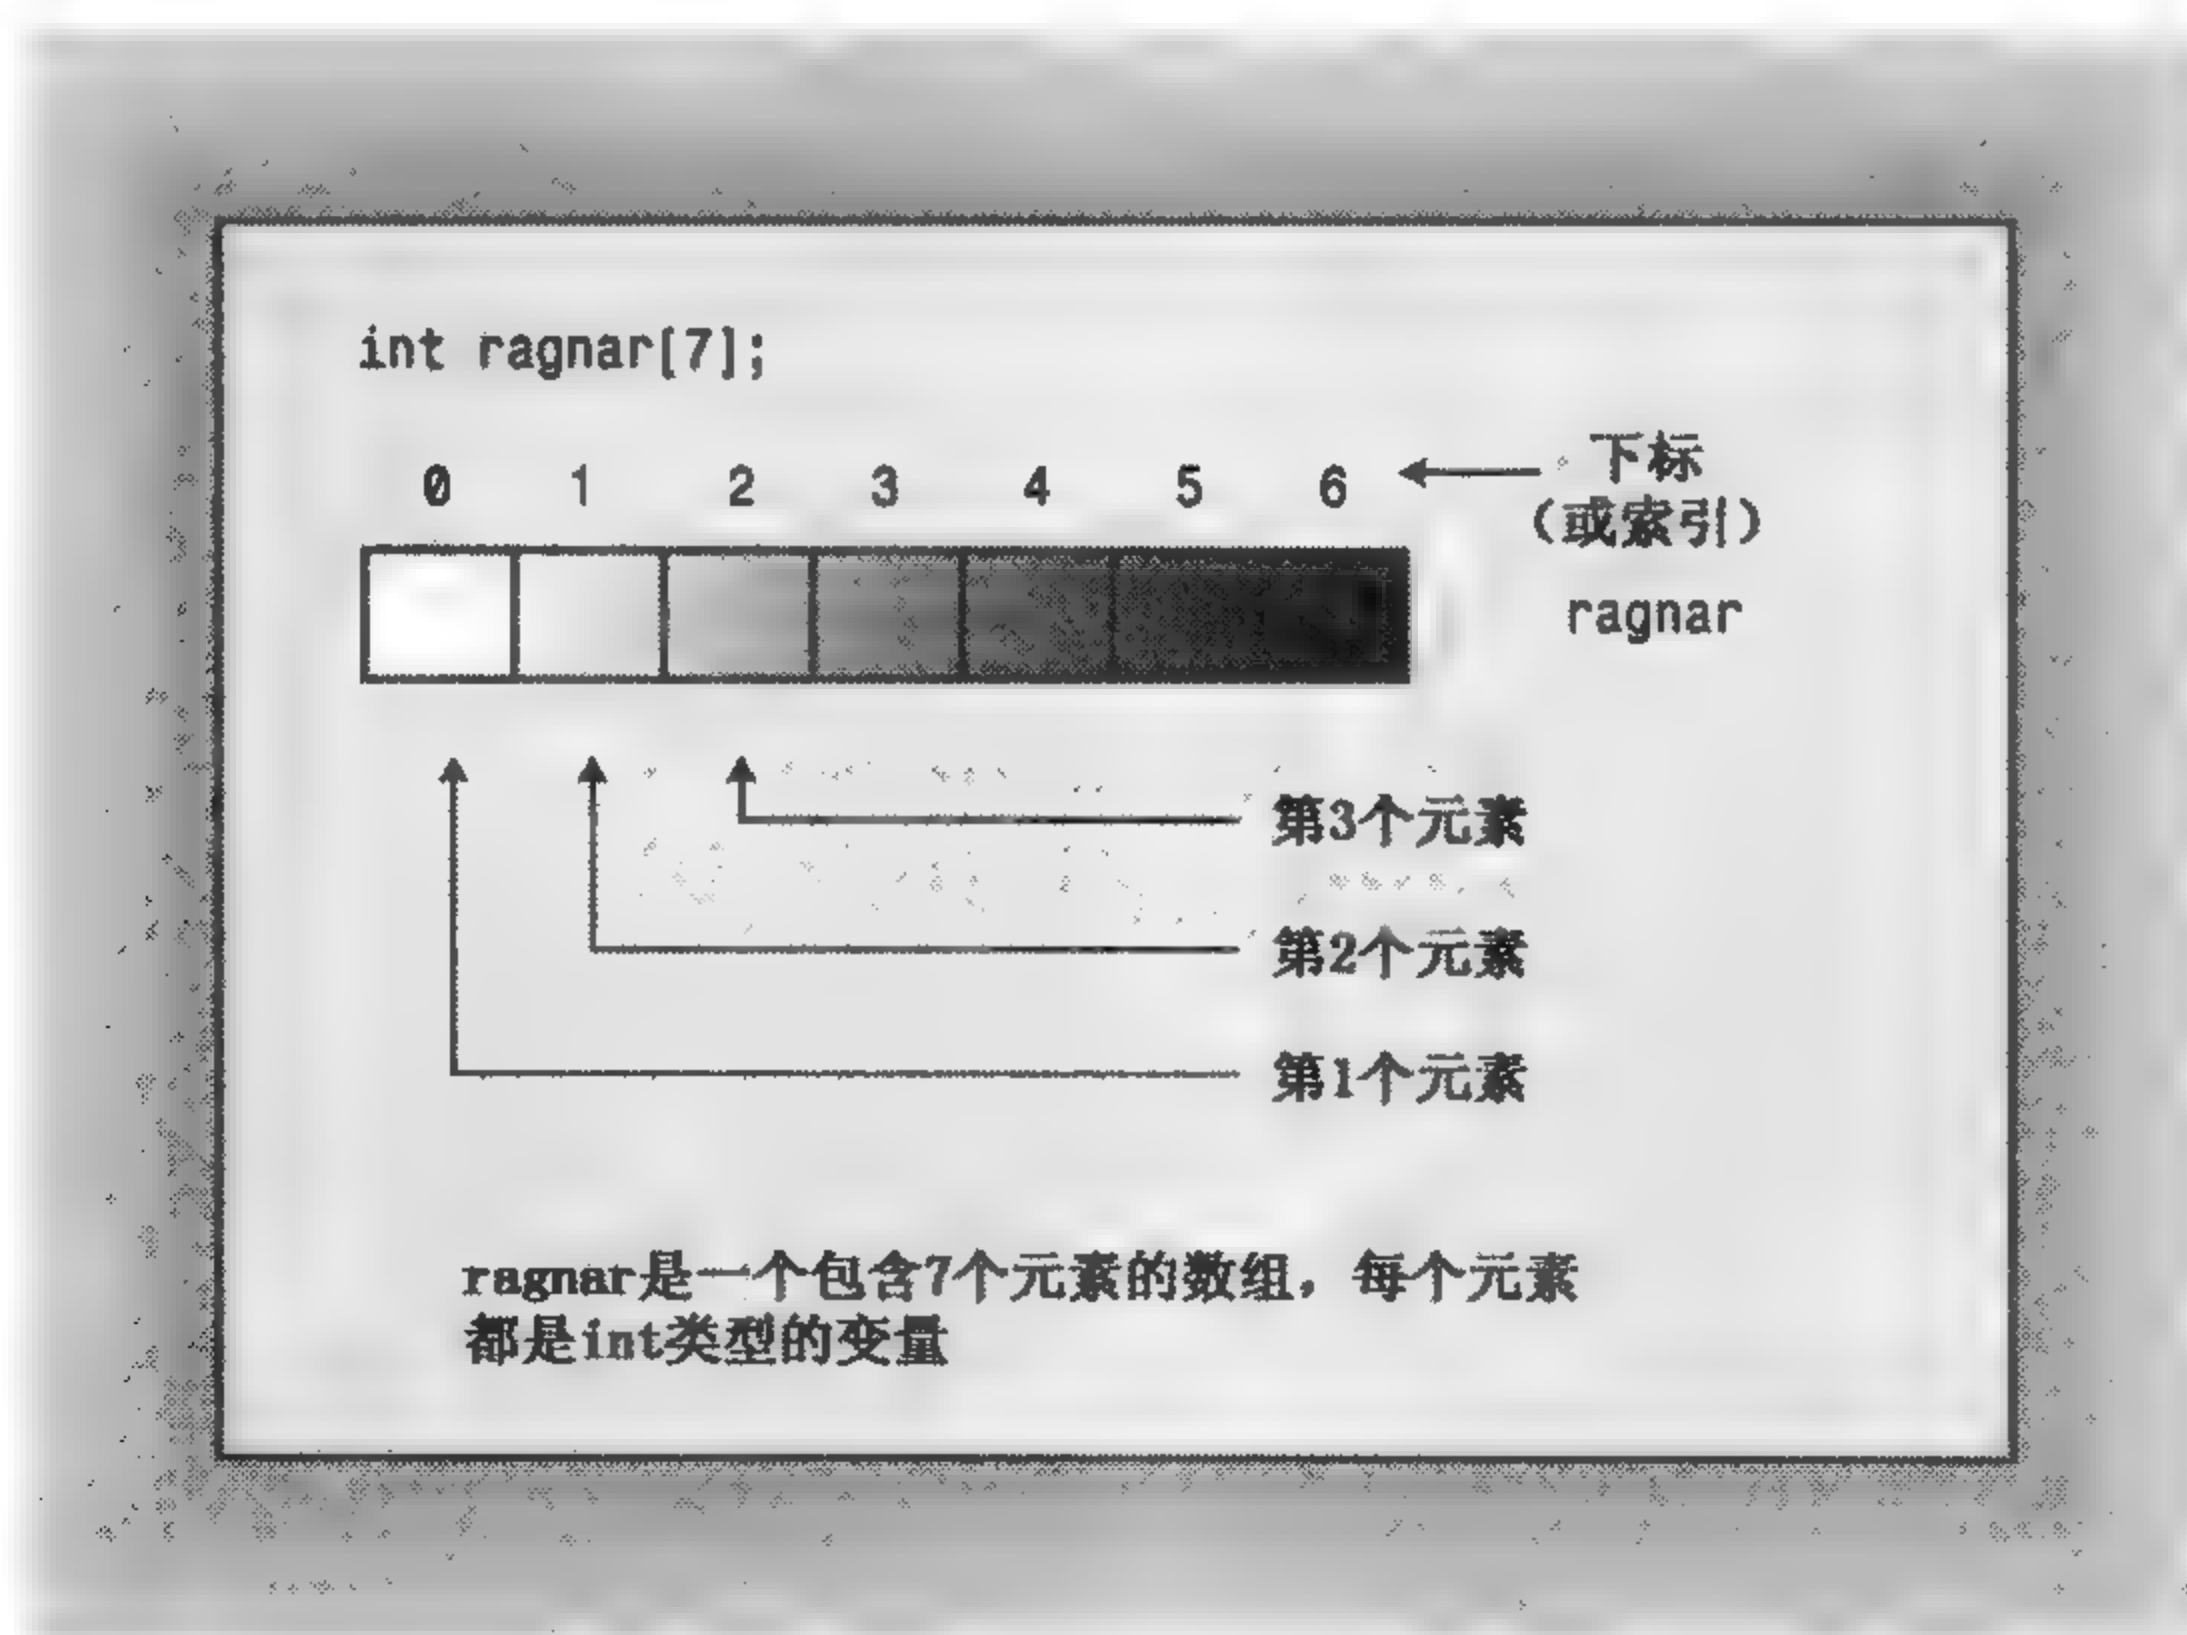 int ragnar[7];
0 1 2 3 4 5 6
下标
（或索引）
ragnar
第3个元素
第2个元素
第1个元素
ragnar是一个包含7个元素的数组，每个元素
都是int类型的变量